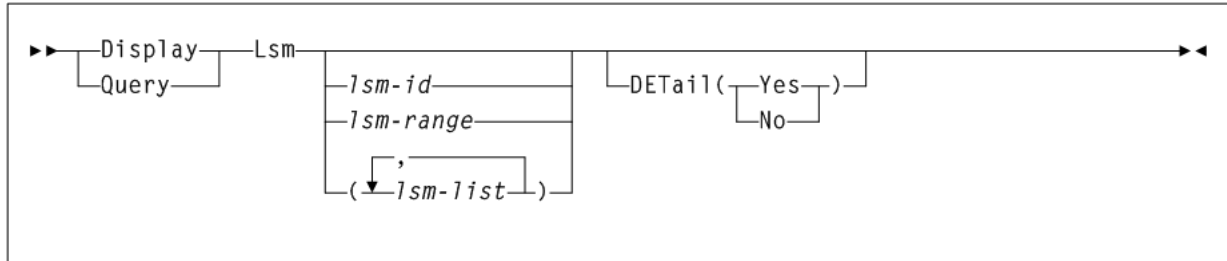 Display Lsm
Query
lsm-id
DETail( Yes )
lsm-range
No
,
( lsm-list )